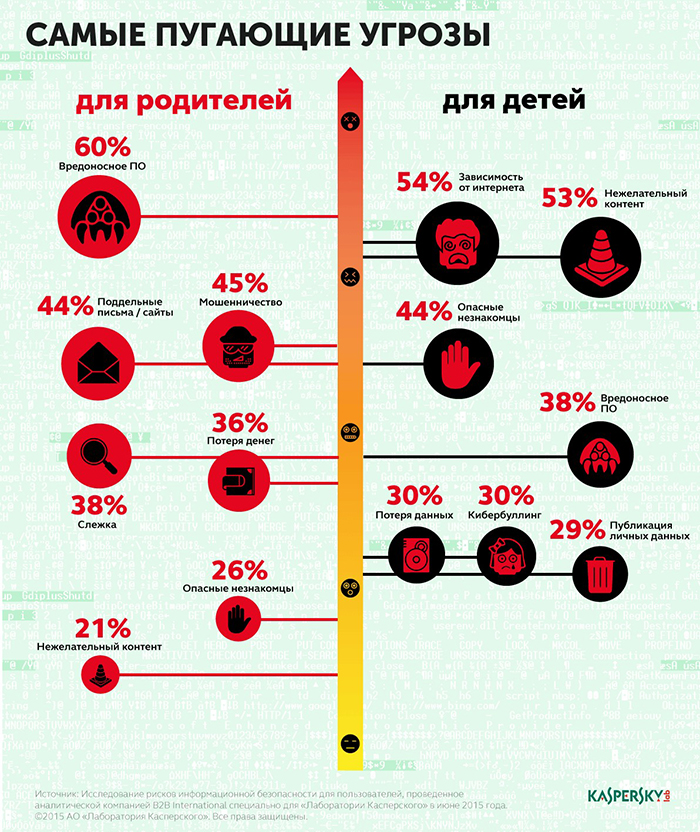 САМЫЕ ПУГАЮЩИЕ УГРОЗЫ
для родителей
60%
Вредоносное ПО
45%
Мошенничество
44%
Поддельные
письма / сайты
36%
Потеря денег
38%
Слежка
26%
Опасные незнакомцы
21%
Нежелательный контент
для детей
54%
Зависимость
от интернета
53%
Нежелательный
контент
44%
Опасные
незнакомцы
38%
Вредоносное
ПО
30%
Потеря данных
30%
Кибербуллинг
29%
Публикация
личных данных
Источник: Исследование рисков информационной безопасности для пользователей, проведенное
аналитической компанией B2B International специально для «Лаборатории Касперского» в июне 2015 года.
©2015 АО «Лаборатория Касперского». Все права защищены.
KASPERSKY lab